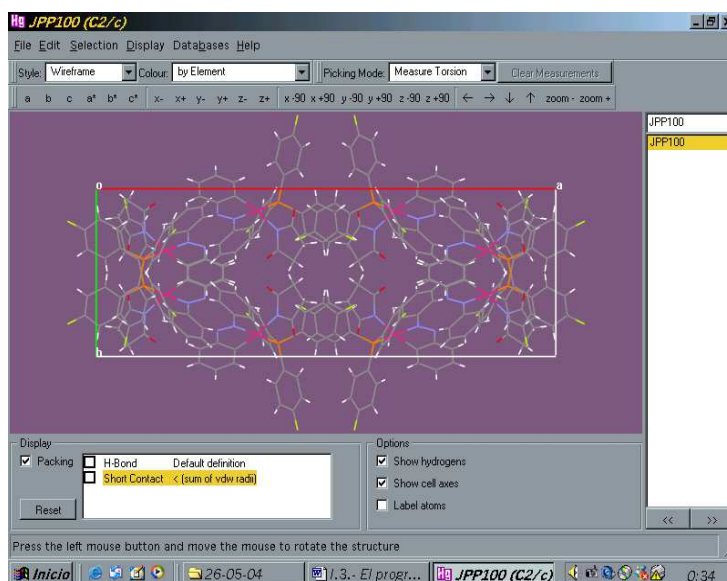 Hg JPP100 (C2/c)
File Edit Selection Display Databases Help
Style: Wireframe Colour: by Element Picking Mode: Measure Torsion Clear Measurements
a b c a* b* c* x- x+ y- y+ z- z+ x -90 x +90 y -90 y +90 z -90 z +90 ← → ↓ ↑ zoom - zoom +
JPP100
JPP100
o a
Display
Packing H-Bond Default definition
Short Contact < (sum of vdw radii)
Reset
Options
Show hydrogens
Show cell axes
Label atoms
<< >>
Press the left mouse button and move the mouse to rotate the structure
Inicio 26-05-04 I.3.- El progr... Hg JPP100 (C2/c) 0:34